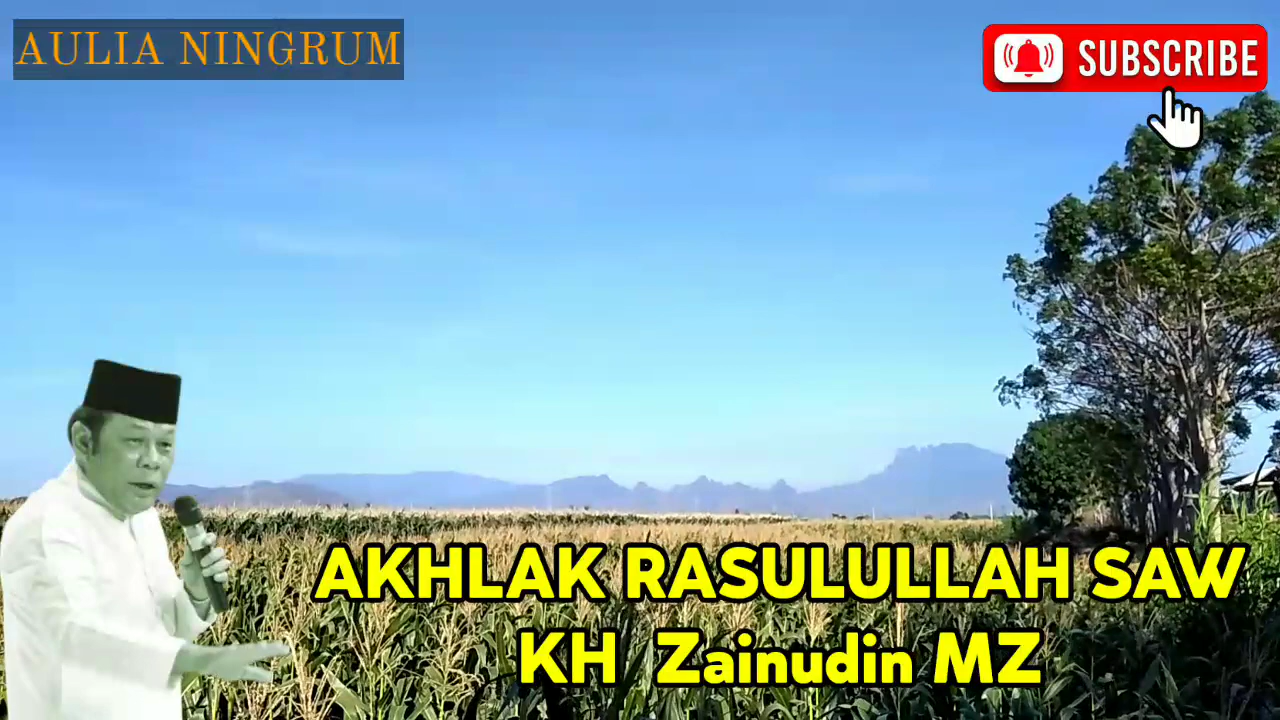 AULIA NINGRUM
SUBSCRIBE
AKHLAK RASULULLAH SAW
KH Zainudin MZ